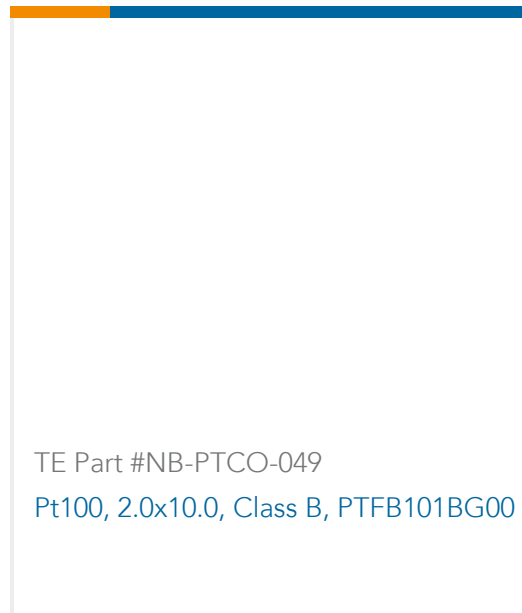 TE Part #NB-PTCO-049
Pt100, 2.0x10.0, Class B, PTFB101BG00